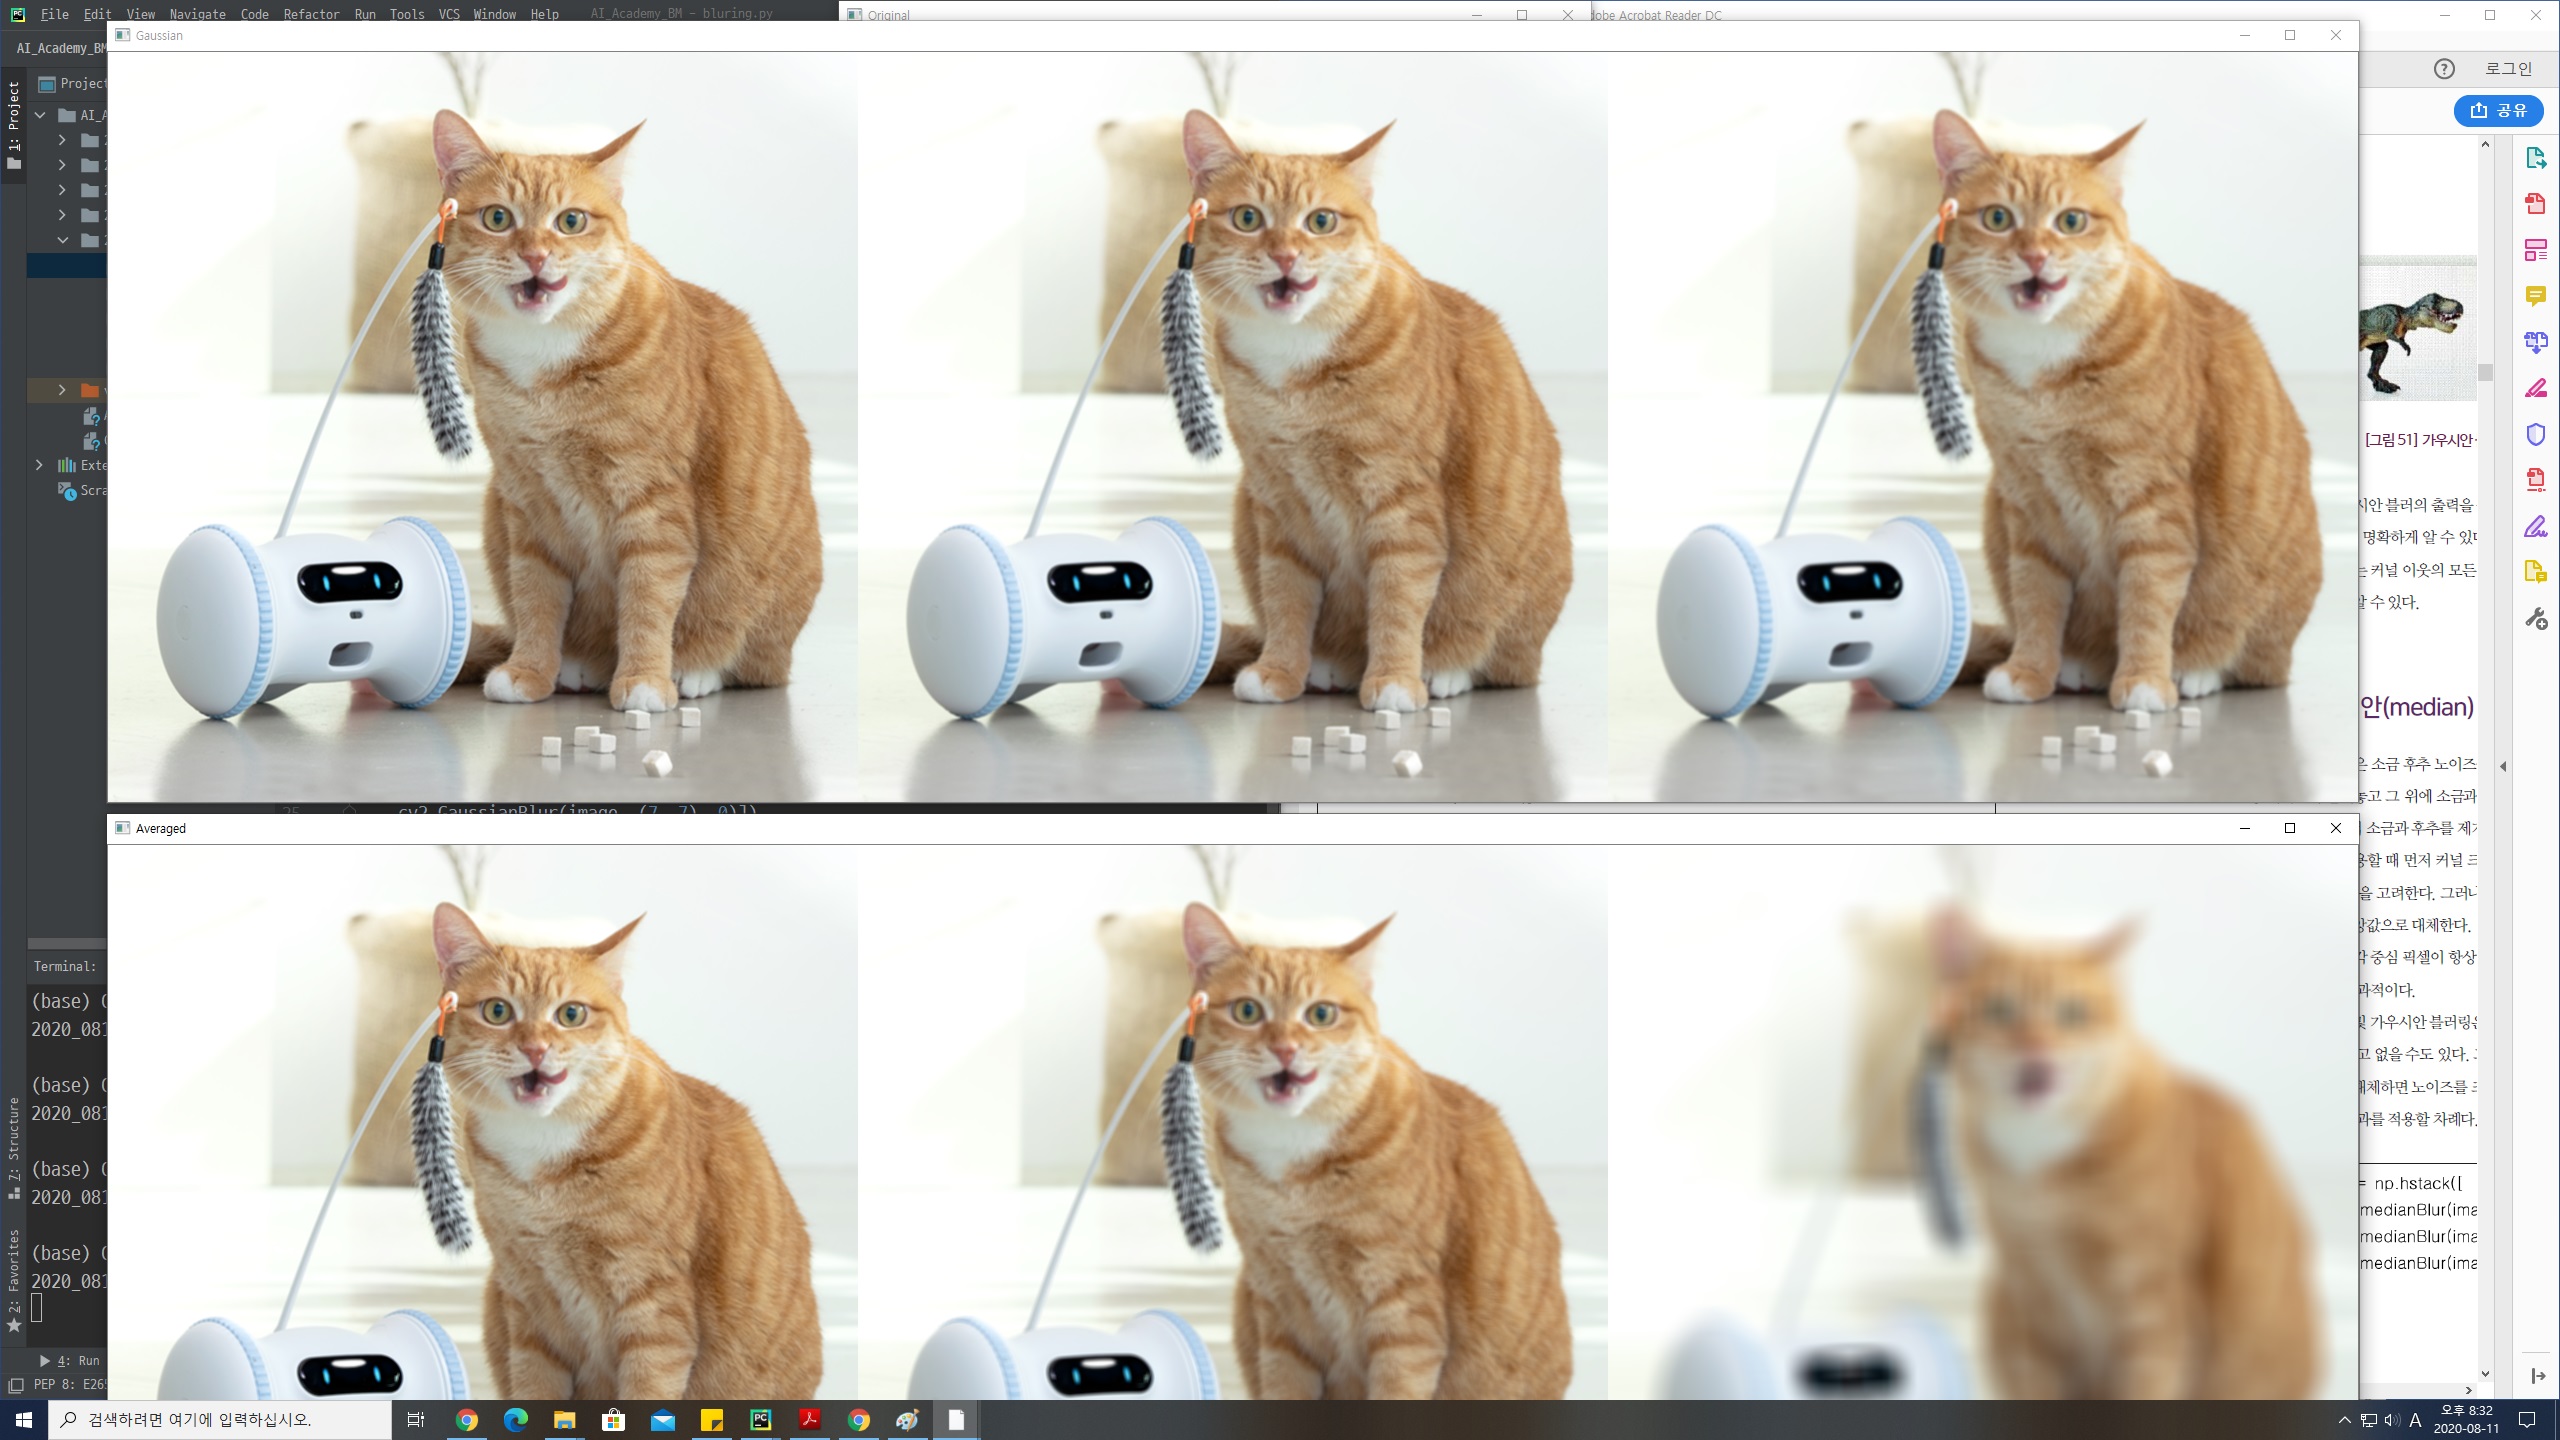 File Edit View Navigate Code Refactor Run Tools VCS Window Help AI_Academy_BM - bluring.py
Original
Adobe Acrobat Reader DC
Gaussian
AI_Academy_BM
로그인
1: Project
Project
공유
AI_A
Exte
Scra
[그림 51] 가우시안
시안 블러의 출력을
명확하게 알 수 있다
는 커널 이웃의 모든
알 수 있다.
안(median)
은 소금 후추 노이즈
놓고 그 위에 소금과
25 cv2.GaussianBlur(image, (7, 7), 0)])
Averaged
소금과 후추를 제거
용할 때 먼저 커널 크
을 고려한다. 그러나
앙값으로 대체한다.
각 중심 픽셀이 항상
과적이다.
및 가우시안 블러링은
고 없을 수도 있다.
대체하면 노이즈를 크
과를 적용할 차례다.
= np.hstack([
medianBlur(ima
medianBlur(ima
medianBlur(ima
Terminal:
(base) C
2020_081
(base) C
2020_081
(base) C
2020_081
(base) C
2020_081
7: Structure
2: Favorites
4: Run
PEP 8: E265
검색하려면 여기에 입력하십시오.
A
오후 8:32
2020-08-11